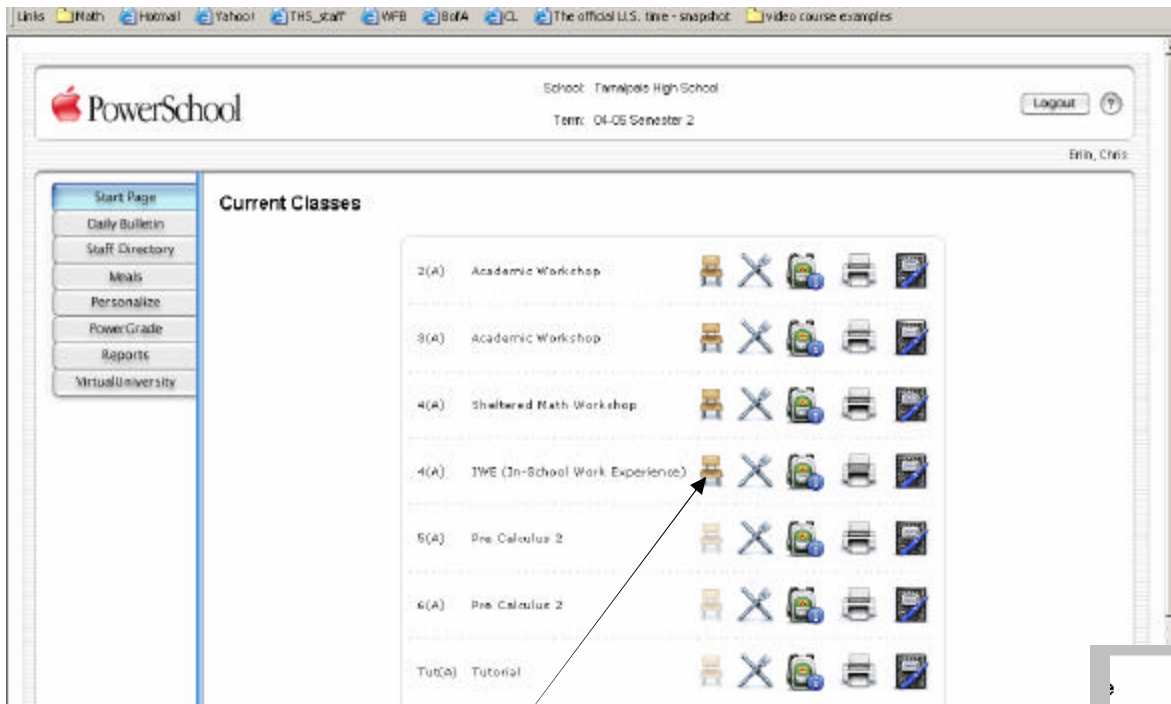 Links Math Hotmail Yahoo! THS_staff WFB BofA CL The official U.S. time - snapshot video course examples
PowerSchool
School: Tamalpais High School
Term: 04-05 Semester 2
Logout ?
Erlin, Chris
Start Page
Daily Bulletin
Staff Directory
Meals
Personalize
PowerGrade
Reports
VirtualUniversity
Current Classes
2(A) Academic Workshop
3(A) Academic Workshop
4(A) Sheltered Math Workshop
4(A) IWE (In-School Work Experience)
5(A) Pre Calculus 2
6(A) Pre Calculus 2
Tut(A) Tutorial